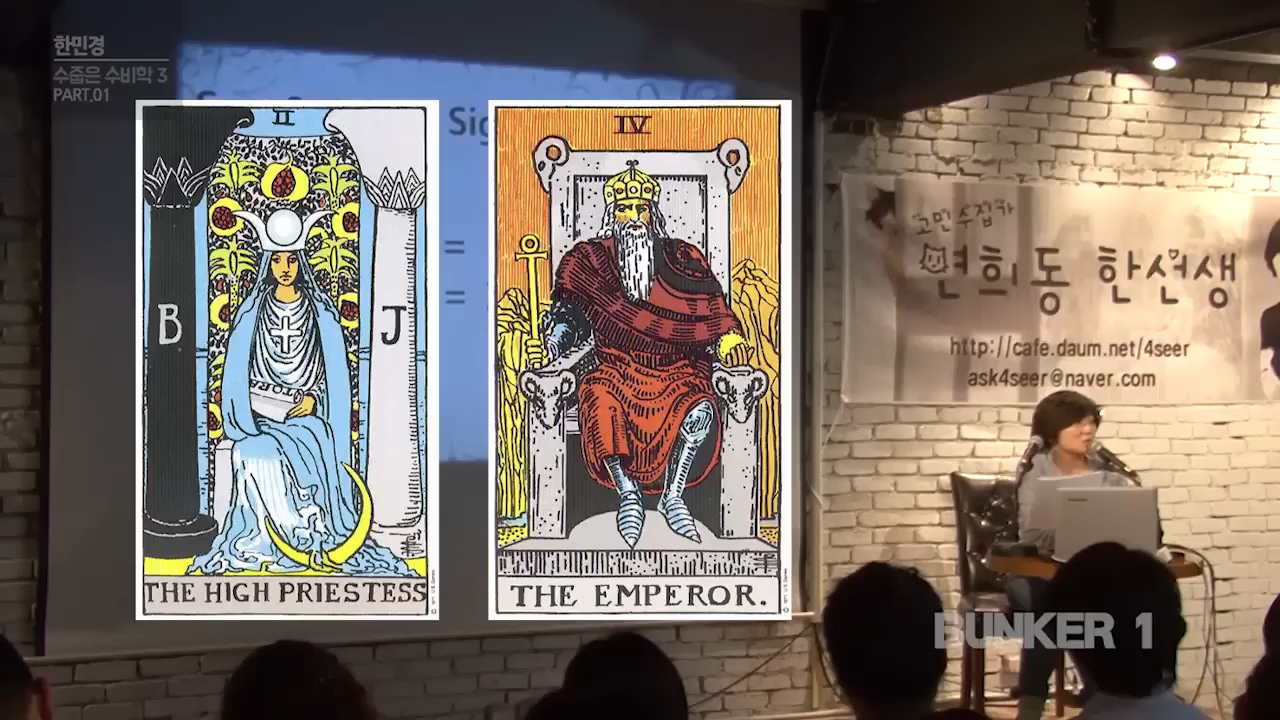 한민경
수줍은 수비학 3
PART.01
Sig
=
=
II
B
J
TORA
THE HIGH PRIESTESS
IV
THE EMPEROR.
고민 수집가
연희동 한선생
http://cafe.daum.net/4seer
ask4seer@naver.com
BUNKER 1